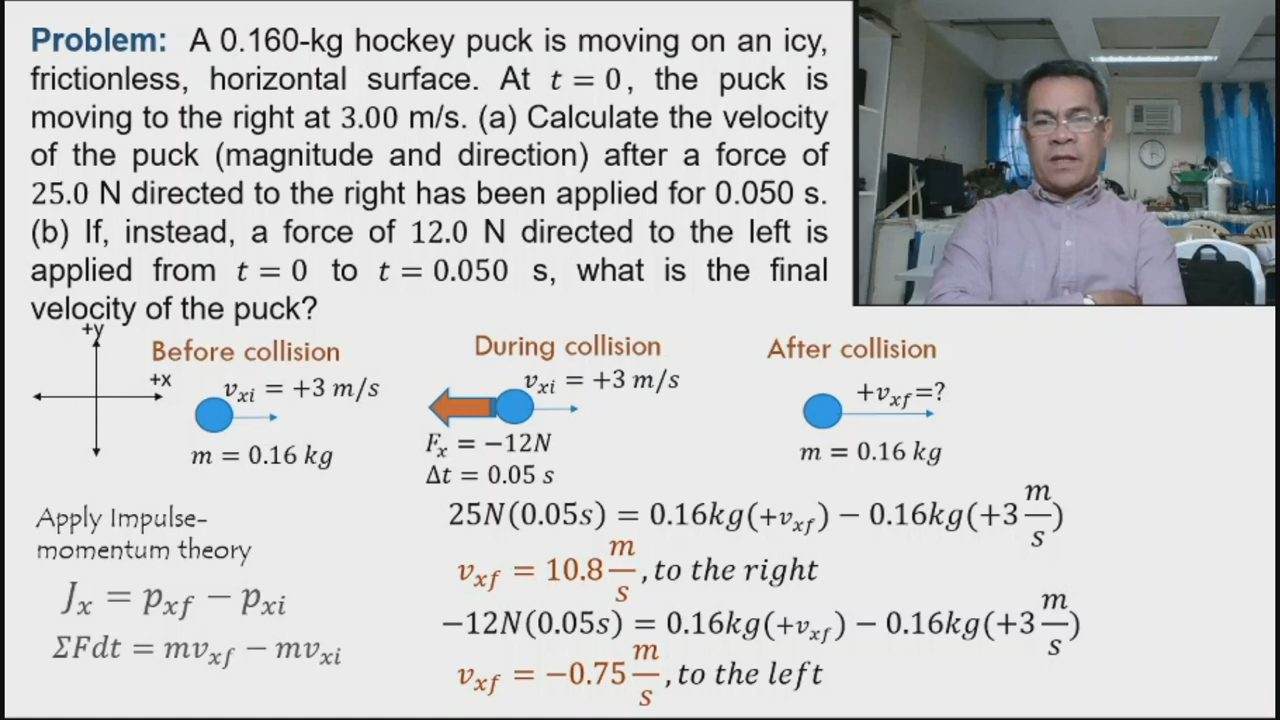 Problem: A 0.160-kg hockey puck is moving on an icy,
frictionless, horizontal surface. At t = 0, the puck is
moving to the right at 3.00 m/s. (a) Calculate the velocity
of the puck (magnitude and direction) after a force of
25.0 N directed to the right has been applied for 0.050 s.
(b) If, instead, a force of 12.0 N directed to the left is
applied from t = 0 to t = 0.050 s, what is the final
velocity of the puck?
+y
+x
Before collision
v_xi = +3 m/s
m = 0.16 kg
During collision
v_xi = +3 m/s
F_x = −12N
Δt = 0.05 s
After collision
+v_xf =?
m = 0.16 kg
Apply Impulse-
momentum theory
J_x = p_xf − p_xi
ΣFdt = mv_xf − mv_xi
25N(0.05s) = 0.16kg(+v_xf) − 0.16kg(+3 m/s)
v_xf = 10.8 m/s, to the right
−12N(0.05s) = 0.16kg(+v_xf) − 0.16kg(+3 m/s)
v_xf = −0.75 m/s, to the left